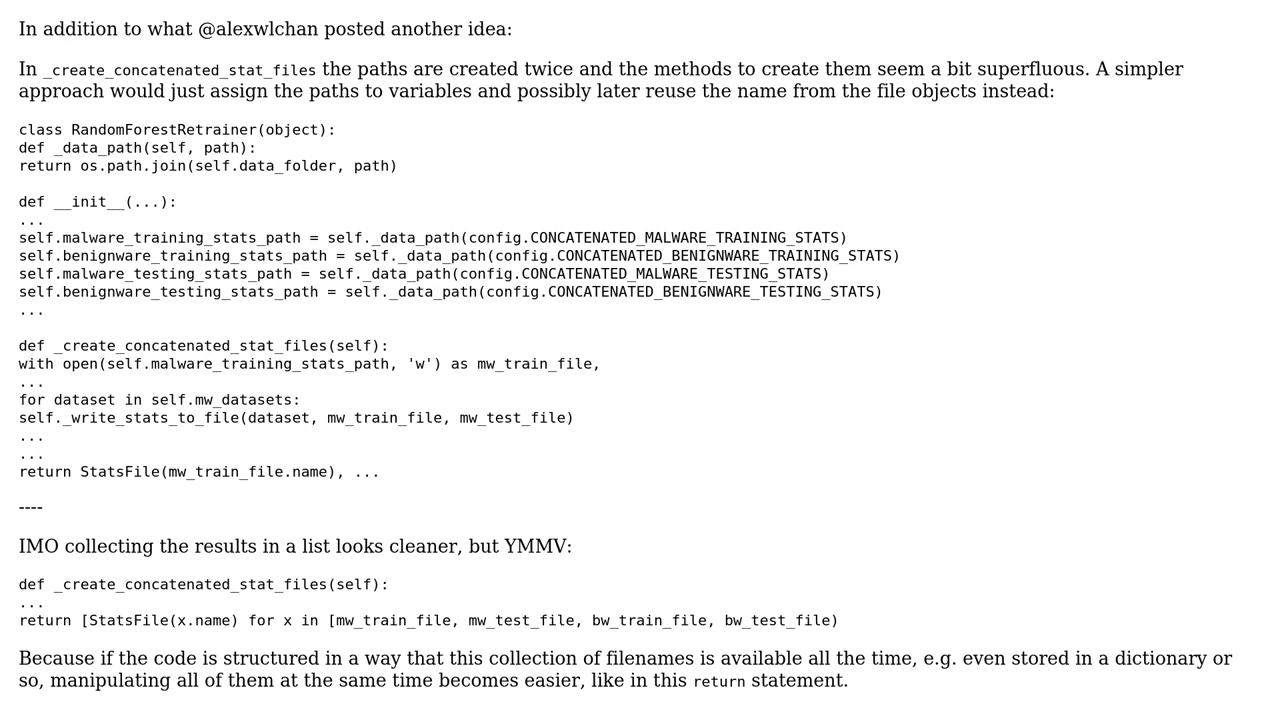 In addition to what @alexwlchan posted another idea:
In _create_concatenated_stat_files the paths are created twice and the methods to create them seem a bit superfluous. A simpler
approach would just assign the paths to variables and possibly later reuse the name from the file objects instead:
class RandomForestRetrainer(object):
def _data_path(self, path):
return os.path.join(self.data_folder, path)
def __init__(...):
...
self.malware_training_stats_path = self._data_path(config.CONCATENATED_MALWARE_TRAINING_STATS)
self.benignware_training_stats_path = self._data_path(config.CONCATENATED_BENIGNWARE_TRAINING_STATS)
self.malware_testing_stats_path = self._data_path(config.CONCATENATED_MALWARE_TESTING_STATS)
self.benignware_testing_stats_path = self._data_path(config.CONCATENATED_BENIGNWARE_TESTING_STATS)
...
def _create_concatenated_stat_files(self):
with open(self.malware_training_stats_path, 'w') as mw_train_file,
...
for dataset in self.mw_datasets:
self._write_stats_to_file(dataset, mw_train_file, mw_test_file)
...
...
return StatsFile(mw_train_file.name), ...
----
IMO collecting the results in a list looks cleaner, but YMMV:
def _create_concatenated_stat_files(self):
...
return [StatsFile(x.name) for x in [mw_train_file, mw_test_file, bw_train_file, bw_test_file)
Because if the code is structured in a way that this collection of filenames is available all the time, e.g. even stored in a dictionary or
so, manipulating all of them at the same time becomes easier, like in this return statement.